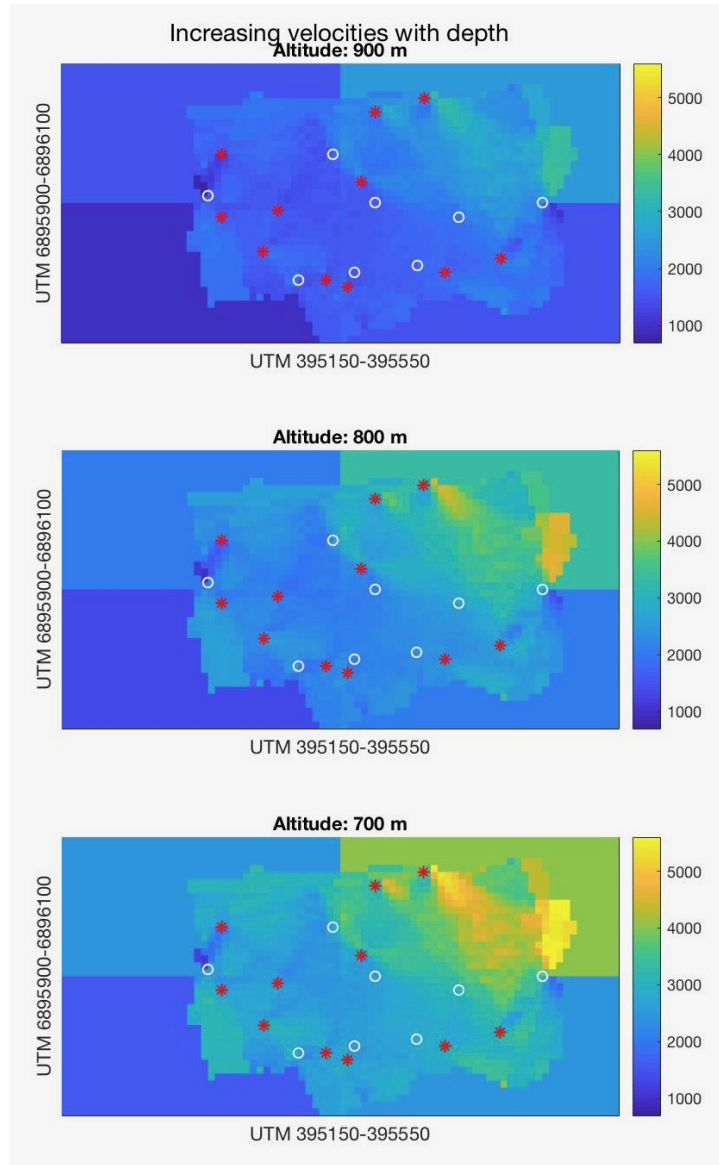 Increasing velocities with depth
Altitude: 900 m
UTM 6895900-6896100
5000
4000
3000
2000
1000
UTM 395150-395550
Altitude: 800 m
UTM 6895900-6896100
5000
4000
3000
2000
1000
UTM 395150-395550
Altitude: 700 m
UTM 6895900-6896100
5000
4000
3000
2000
1000
UTM 395150-395550